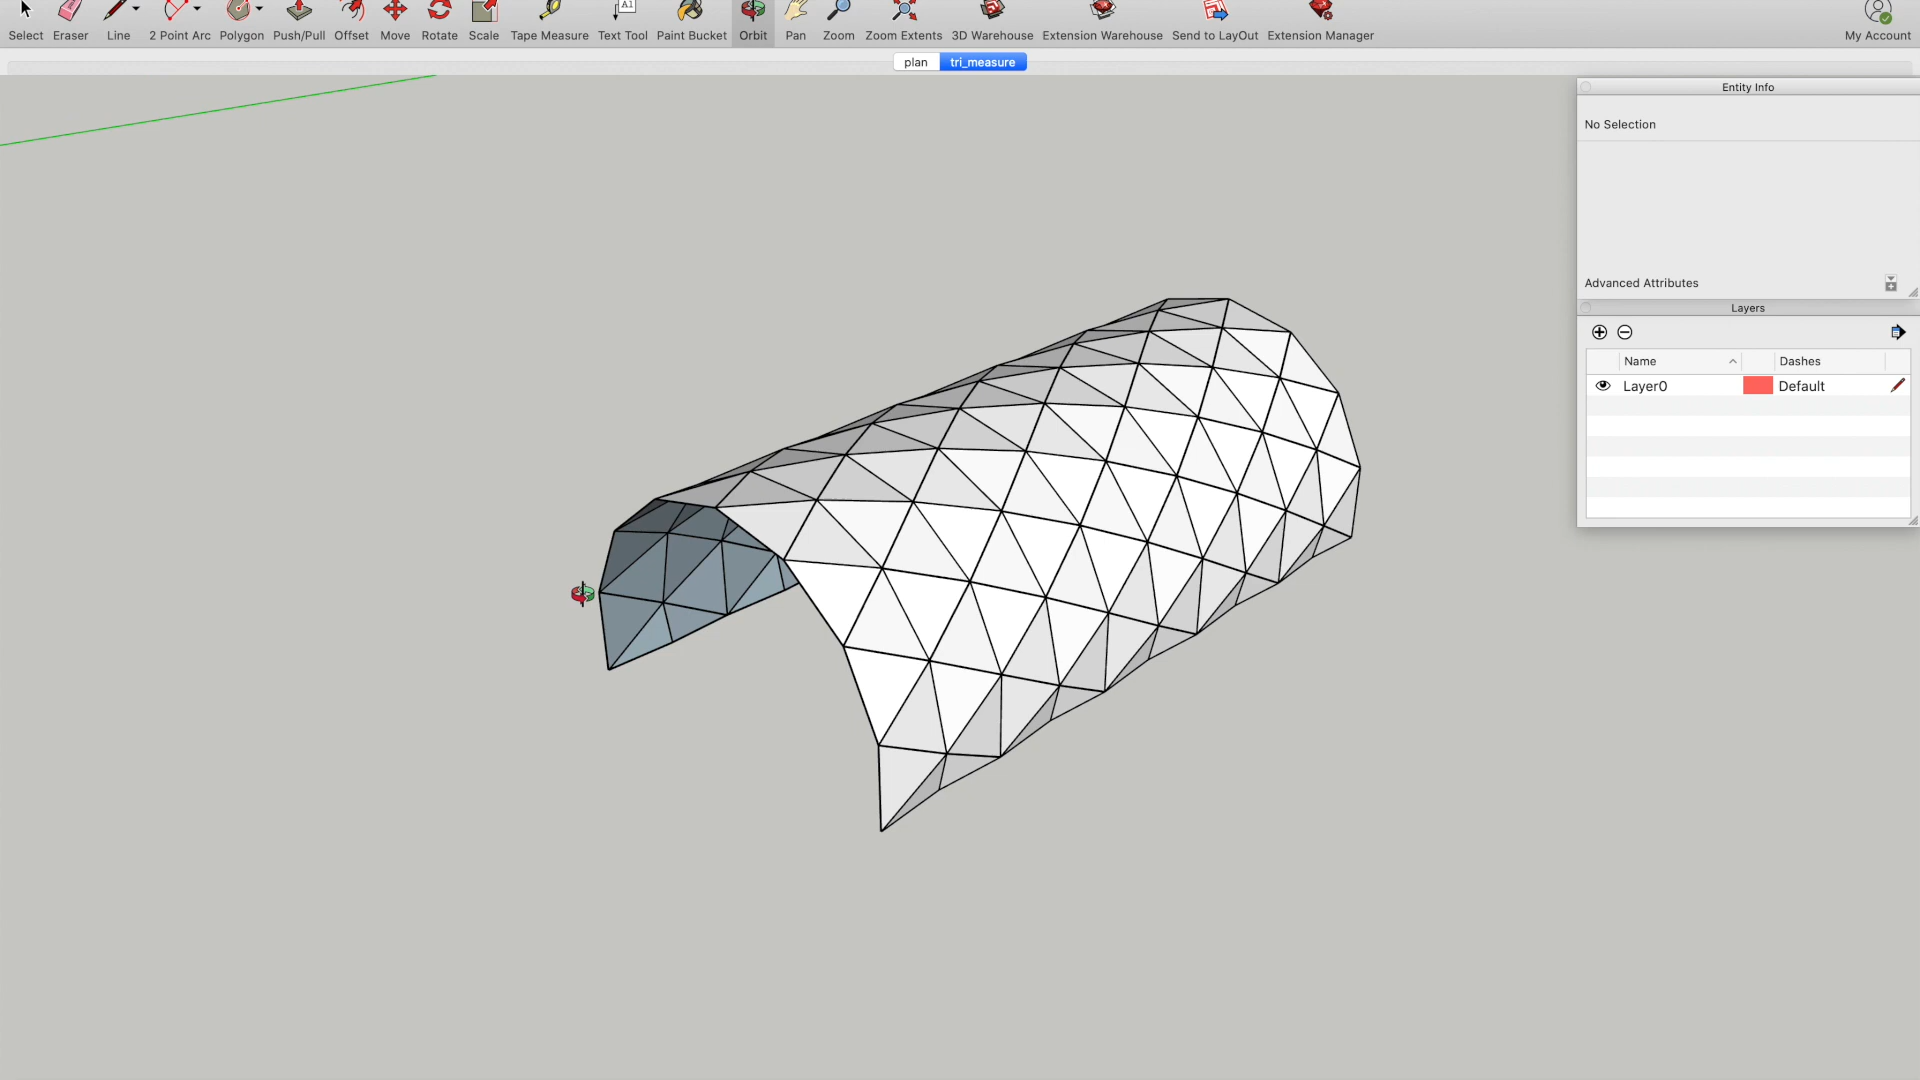 Select Eraser Line 2 Point Arc Polygon Push/Pull Offset Move Rotate Scale Tape Measure Text Tool Paint Bucket Orbit Pan Zoom Zoom Extents 3D Warehouse Extension Warehouse Send to LayOut Extension Manager My Account
plan tri_measure
Entity Info
No Selection
Advanced Attributes
Layers
Name Dashes
Layer0 Default